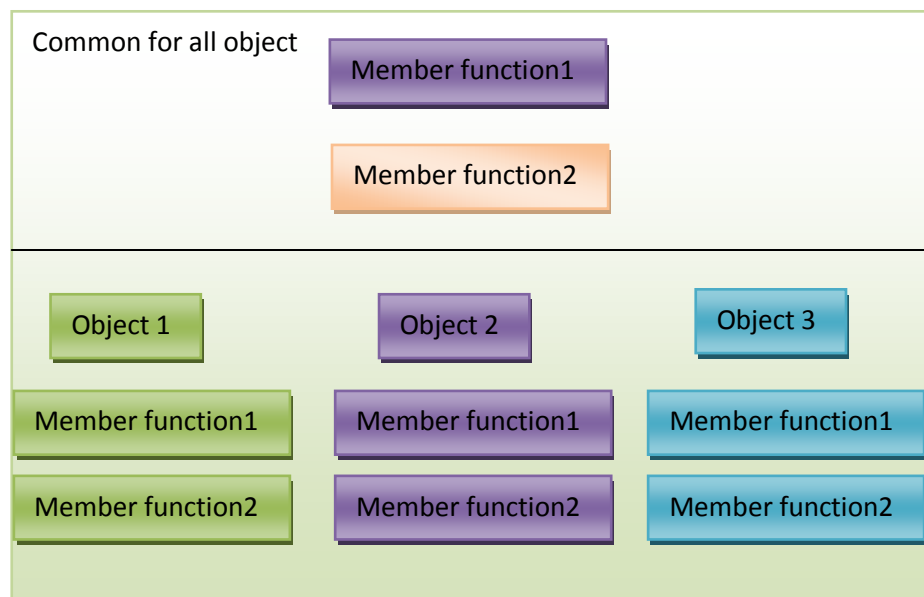 Common for all object
Member function1
Member function2
Object 1
Object 2
Object 3
Member function1
Member function1
Member function1
Member function2
Member function2
Member function2